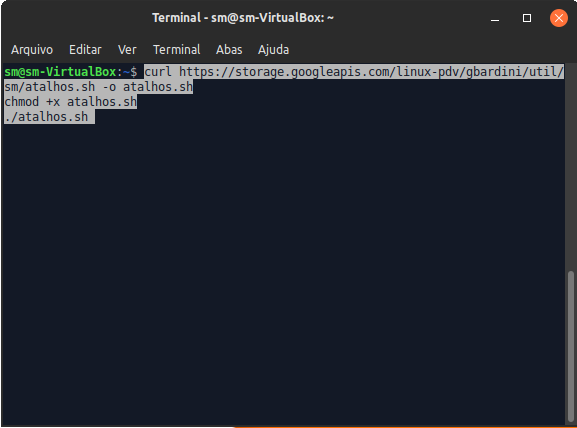 Terminal - sm@sm-VirtualBox: ~
Arquivo Editar Ver Terminal Abas Ajuda
sm@sm-VirtualBox:~$ curl https://storage.googleapis.com/linux-pdv/gbardini/util/
sm/atalhos.sh -o atalhos.sh
chmod +x atalhos.sh
./atalhos.sh